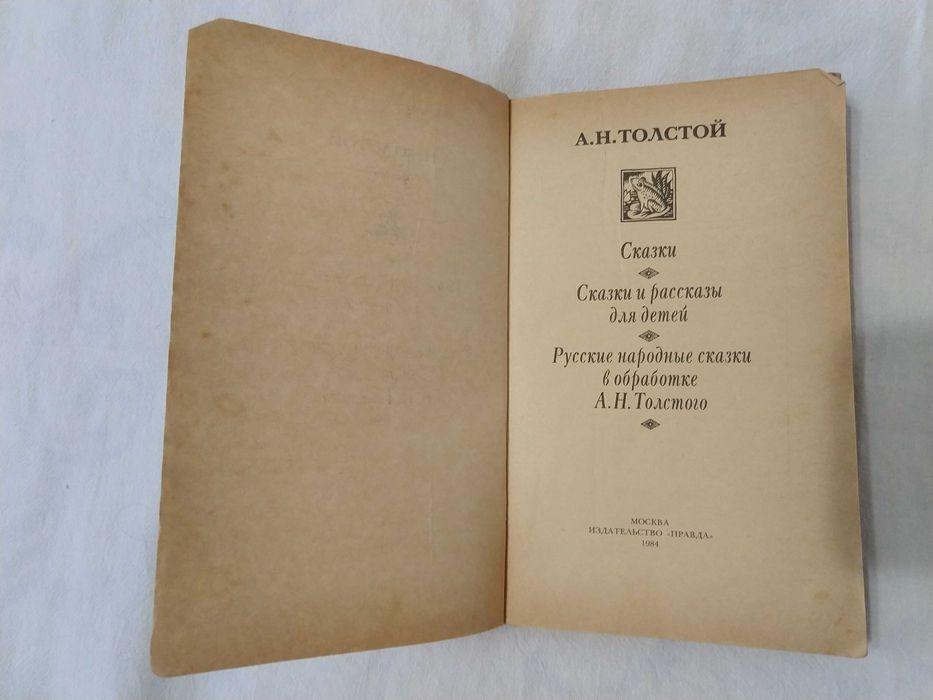 А.Н.ТОЛСТОЙ
Сказки
Сказки и рассказы
для детей
Русские народные сказки
в обработке
А.Н.Толстого
МОСКВА
ИЗДАТЕЛЬСТВО «ПРАВДА»
1984